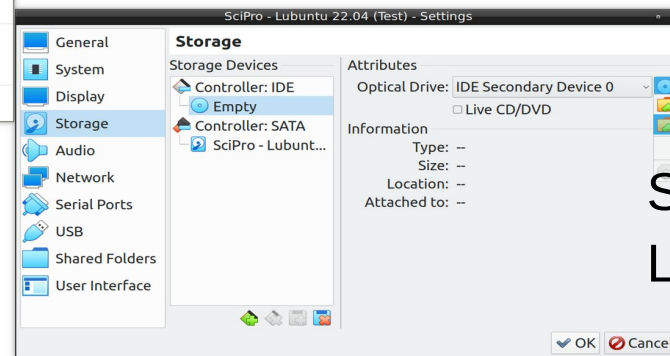 SciPro - Lubuntu 22.04 (Test) - Settings
General
System
Display
Storage
Audio
Network
Serial Ports
USB
Shared Folders
User Interface
Storage
Storage Devices
Controller: IDE
Empty
Controller: SATA
SciPro - Lubunt...
Attributes
Optical Drive: IDE Secondary Device 0
Live CD/DVD
Information
Type: --
Size: --
Location: --
Attached to: --
S
L
OK Cance